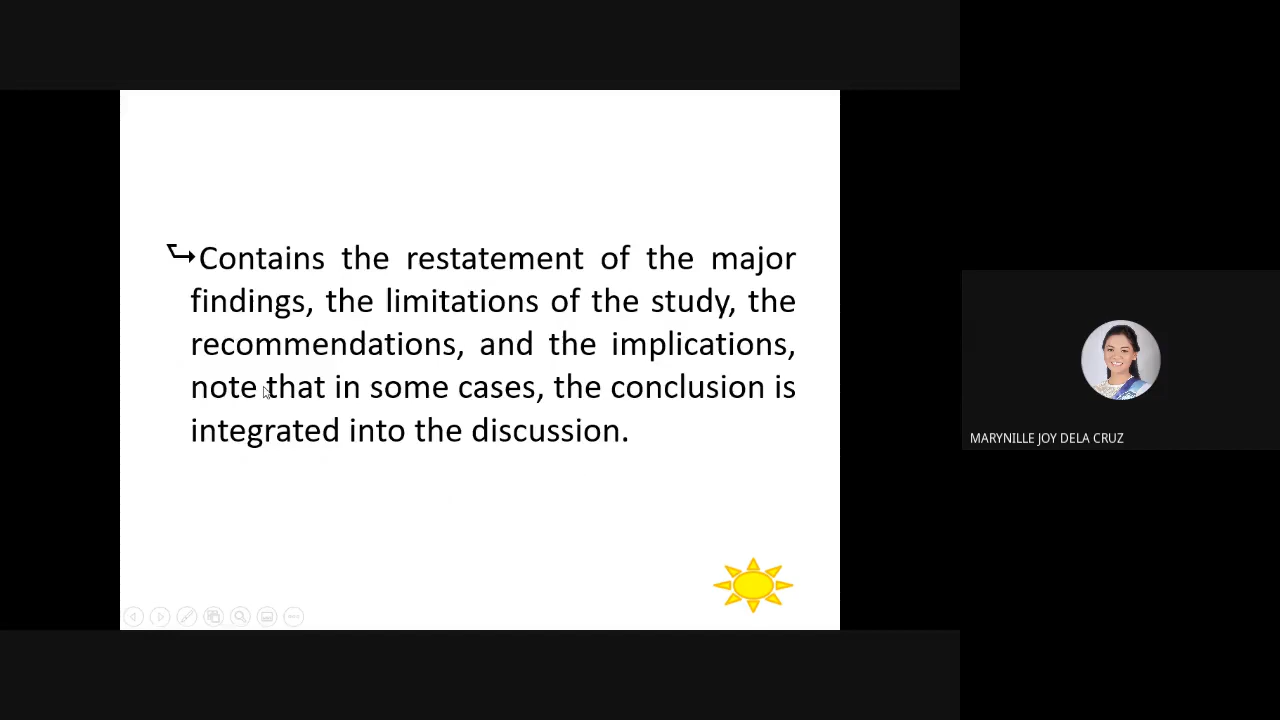 Contains the restatement of the major
findings, the limitations of the study, the
recommendations, and the implications,
note that in some cases, the conclusion is
integrated into the discussion.
MARYNILLE JOY DELA CRUZ